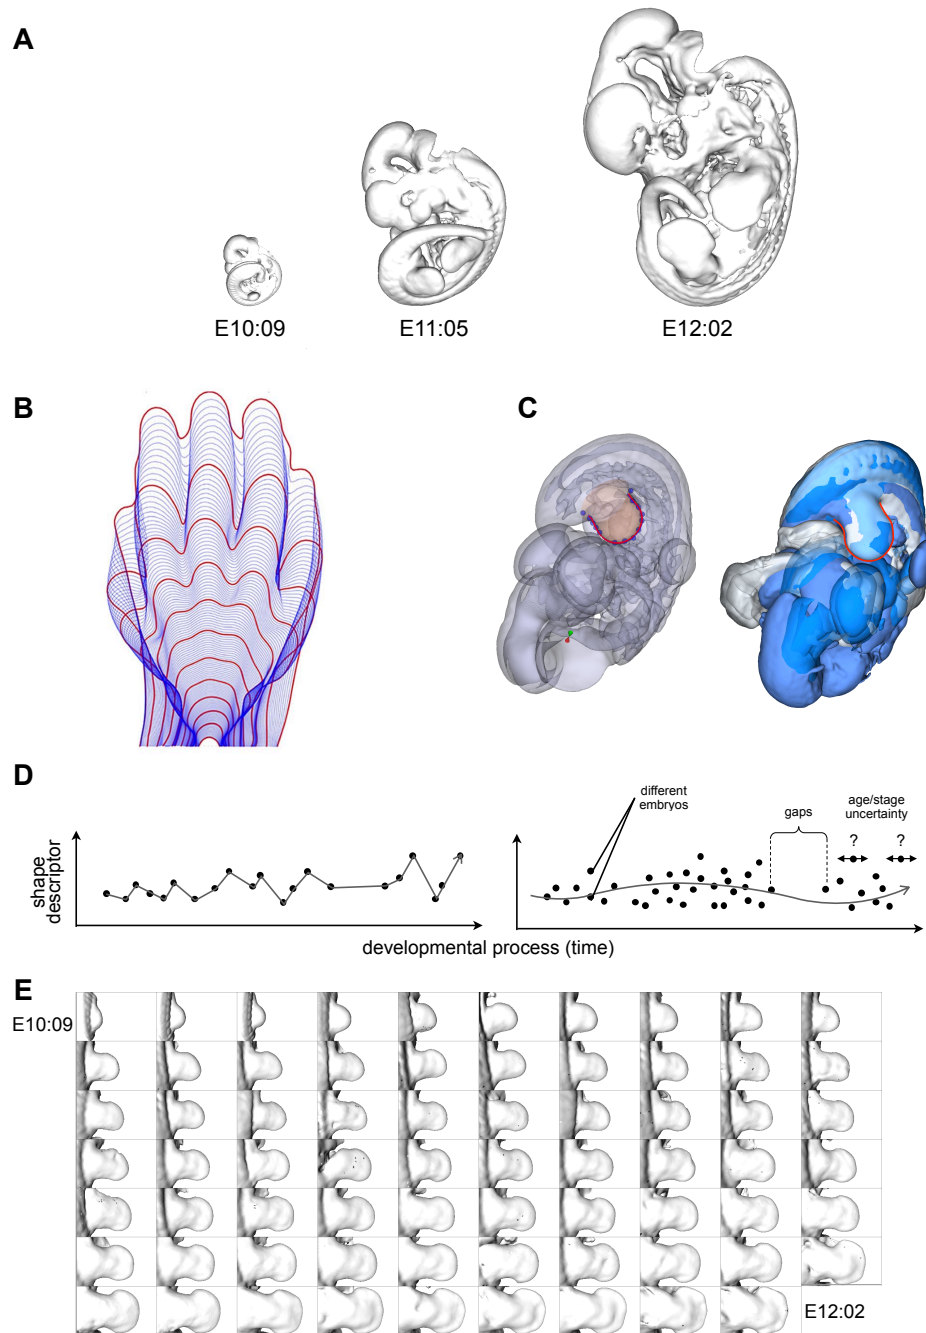 A
E10:09
E11:05
E12:02
B
C
D
shape
descriptor
different
embryos
gaps
age/stage
uncertainty
?
?
developmental process (time)
E
E10:09
E12:02